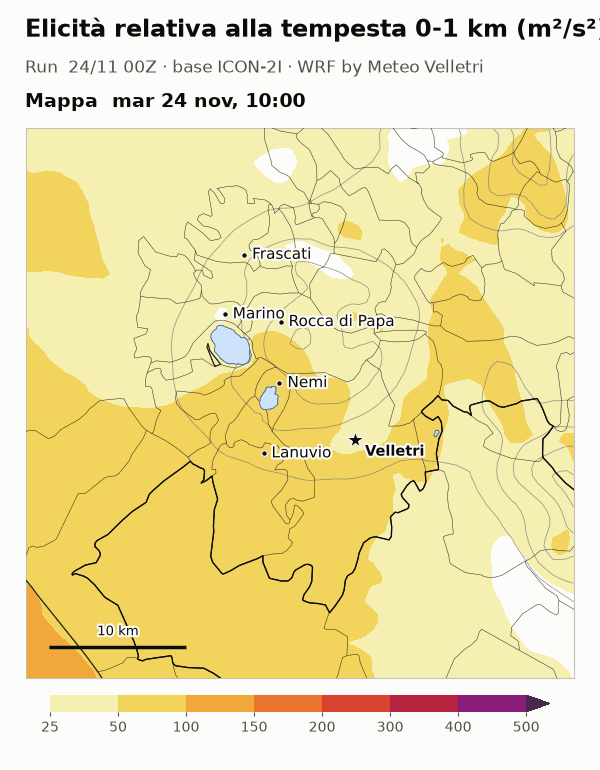 Elicità relativa alla tempesta 0-1 km (m²/s²)
Run  24/11 00Z · base ICON-2I · WRF by Meteo Velletri
Mappa  mar 24 nov, 10:00
Frascati
Marino
Rocca di Papa
Nemi
Velletri
Lanuvio
10 km
25 50 100 150 200 300 400 500